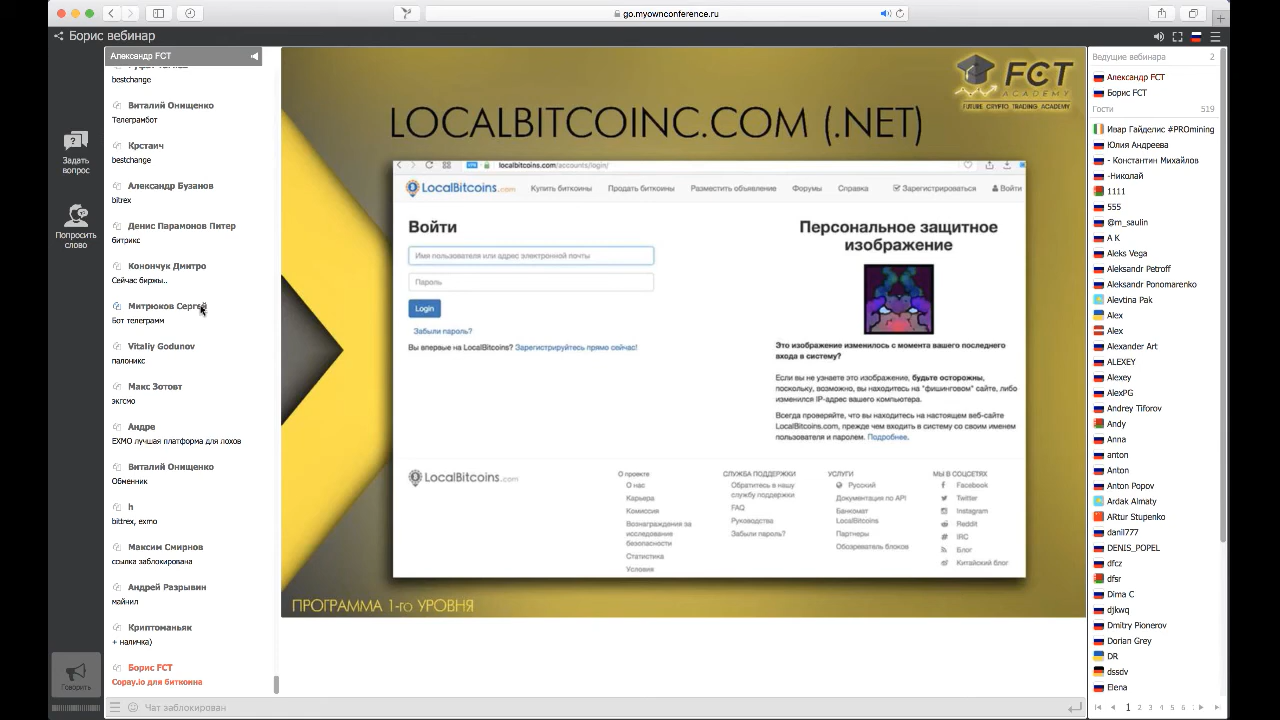 go.myownconference.ru
Борис вебинар
Александр FCT
bestchange
Виталий Онищенко
Телеграмбот
Крстаич
bestchange
Александр Бузанов
bitrex
Денис Парамонов Питер
битрикс
Конончук Дмитро
Сейчас биржы..
Митрюков Сергей
Бот телеграмм
Vitaliy Godunov
палоникс
Макс Зотовт
экгсмо
Андре
EXMO лучшая платформа для лохов
Виталий Онищенко
Обменник
h
bitrex, exmo
Максим Смирнов
ссылка заблокирована
Андрей Разрывин
майнил
Криптоманьяк
+ наличка)
Борис FCT
Copay.io для биткоина
Чат заблокирован
Задать
вопрос
Попросить
слово
Говорить
FCT
ACADEMY
FUTURE CRYPTO TRADING ACADEMY
LOCALBITCOINC.COM (.NET)
localbitcoins.com/accounts/login/
LocalBitcoins.com
Купить биткоины
Продать биткоины
Разместить объявление
Форумы
Справка
Зарегистрироваться
Войти
Войти
Имя пользователя или адрес электронной почты
Пароль
Login
Забыли пароль?
Вы впервые на LocalBitcoins? Зарегистрируйтесь прямо сейчас!
Персональное защитное
изображение
Это изображение изменилось с момента вашего последнего
входа в систему?
Если вы не узнаете это изображение, будьте осторожны,
поскольку, возможно, вы находитесь на "фишинговом" сайте, либо
изменился IP-адрес вашего компьютера.
Всегда проверяйте, что вы находитесь на настоящем веб-сайте
LocalBitcoins.com, прежде чем входить в систему со своим именем
пользователя и паролем. Подробнее.
LocalBitcoins.com
О проекте
О нас
Карьера
Комиссия
Вознаграждения за
исследование
безопасности
Статистика
Условия
СЛУЖБА ПОДДЕРЖКИ
Обратитесь в нашу
службу поддержки
FAQ
Руководства
Забыли пароль?
УСЛУГИ
Русский
Документация по API
Банкомат
LocalBitcoins
Партнеры
Обозреватель блоков
МЫ В СОЦСЕТЯХ
Facebook
Twitter
Instagram
Reddit
IRC
Блог
Китайский блог
ПРОГРАММА 1-го УРОВНЯ
Ведущие вебинара 2
Александр FCT
Борис FCT
Гости 519
Ивар Гайделис #PROmining
Юлия Андреева
- Константин Михайлов
-Николай
1111
555
@m_saulin
A K
Aleks Vega
Aleksandr Petroff
Aleksandr Ponomarenko
Alevtina Pak
Alex
Alex
Alexander Art
ALEXEY
Alexey
AlexPG
Andrey Tiforov
Andy
Anna
anton
Anton
Anton Popov
Ardak Almaty
ARtur Stupenko
danil777
DENIS_POPEL
dfcz
dfsr
Dima C
djkwq
Dmitry Pionerov
Dorian Grey
DR
dssdv
Elena
1 2 3 4 5 6